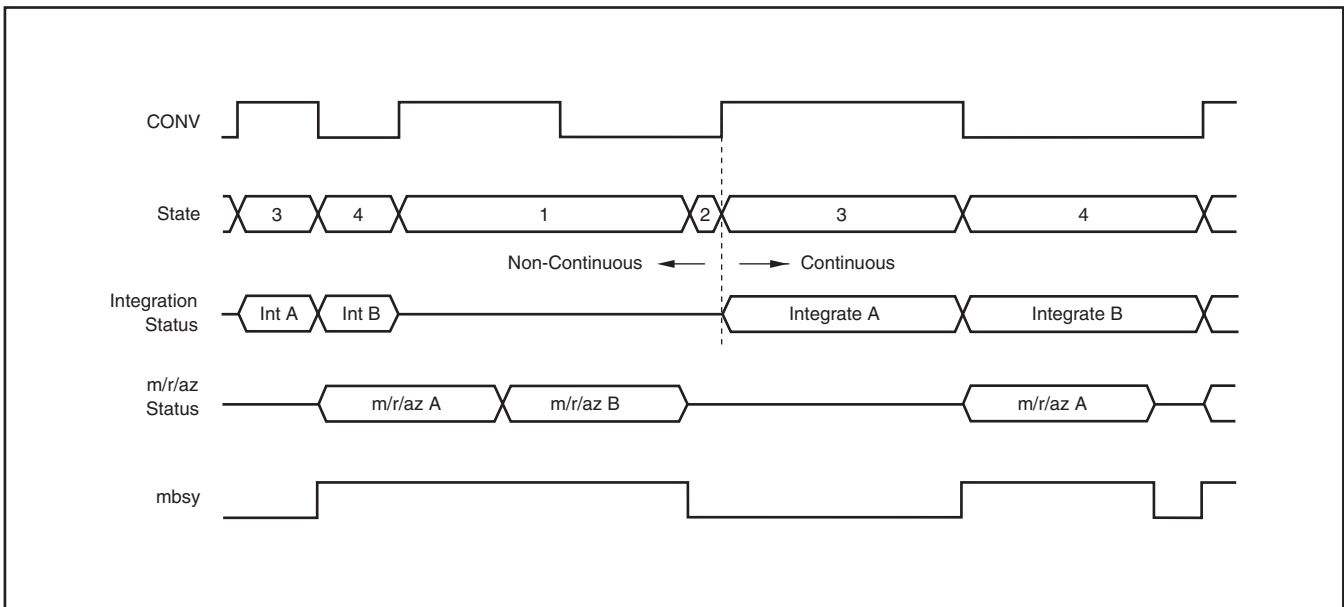 CONV
State
3
4
1
2
3
4
Non-Continuous
Continuous
Integration
Status
Int A
Int B
Integrate A
Integrate B
m/r/az
Status
m/r/az A
m/r/az B
m/r/az A
mbsy